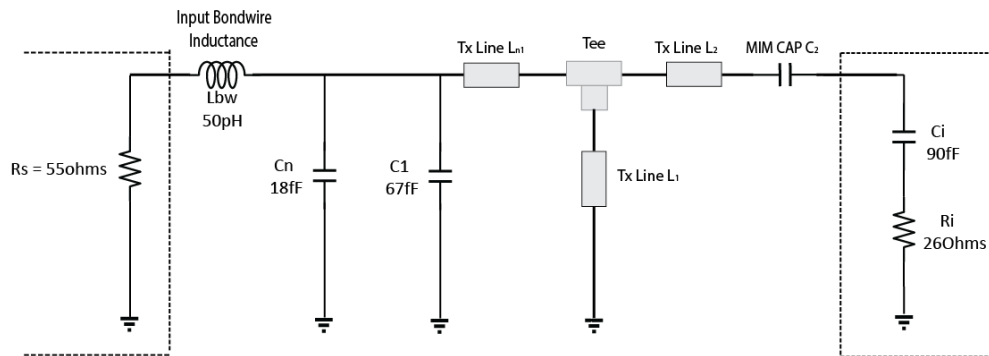 Input Bondwire
Inductance
Lbw
50pH
Tx Line Ln1
Tee
Tx Line L2
MIM CAP C2
Rs = 55ohms
Cn
18fF
C1
67fF
Tx Line L1
Ci
90fF
Ri
26Ohms